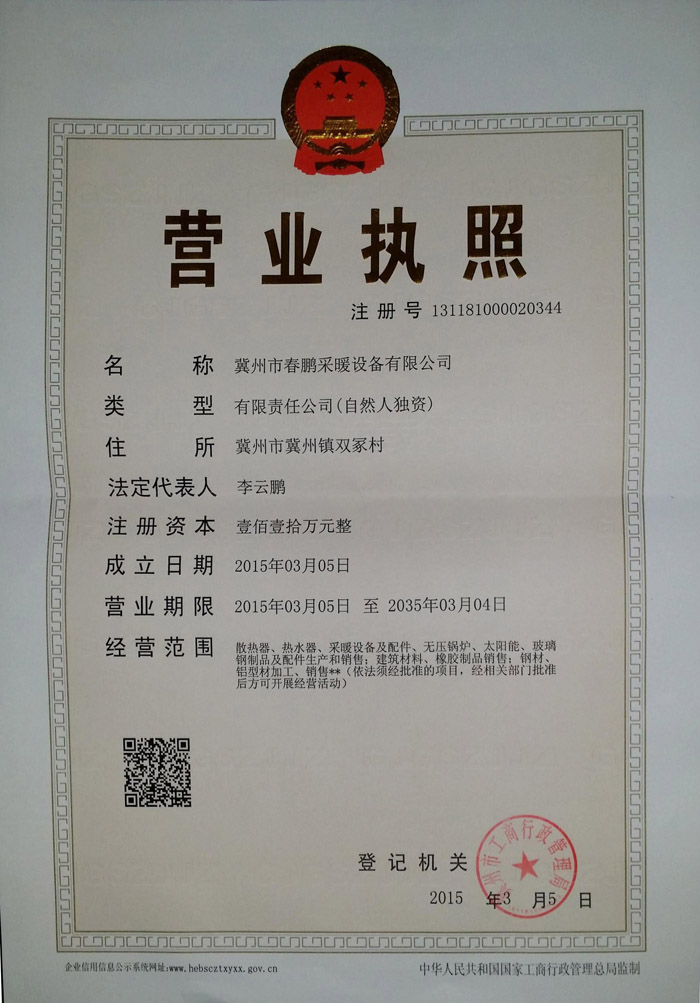 营业执照
注册号 131181000020344
名称 冀州市春鹏采暖设备有限公司
类型 有限责任公司(自然人独资)
住所 冀州市冀州镇双冢村
法定代表人 李云鹏
注册资本 壹佰壹拾万元整
成立日期 2015年03月05日
营业期限 2015年03月05日 至 2035年03月04日
经营范围 散热器、热水器、采暖设备及配件、无压锅炉、太阳能、玻璃
钢制品及配件生产和销售；建筑材料、橡胶制品销售；钢材、
铝型材加工、销售**（依法须经批准的项目，经相关部门批准
后方可开展经营活动）
冀州市工商行政管理局
登记机关
2015 年3 月5 日
企业信用信息公示系统网址:www.hebscztxyxx.gov.cn
中华人民共和国国家工商行政管理总局监制